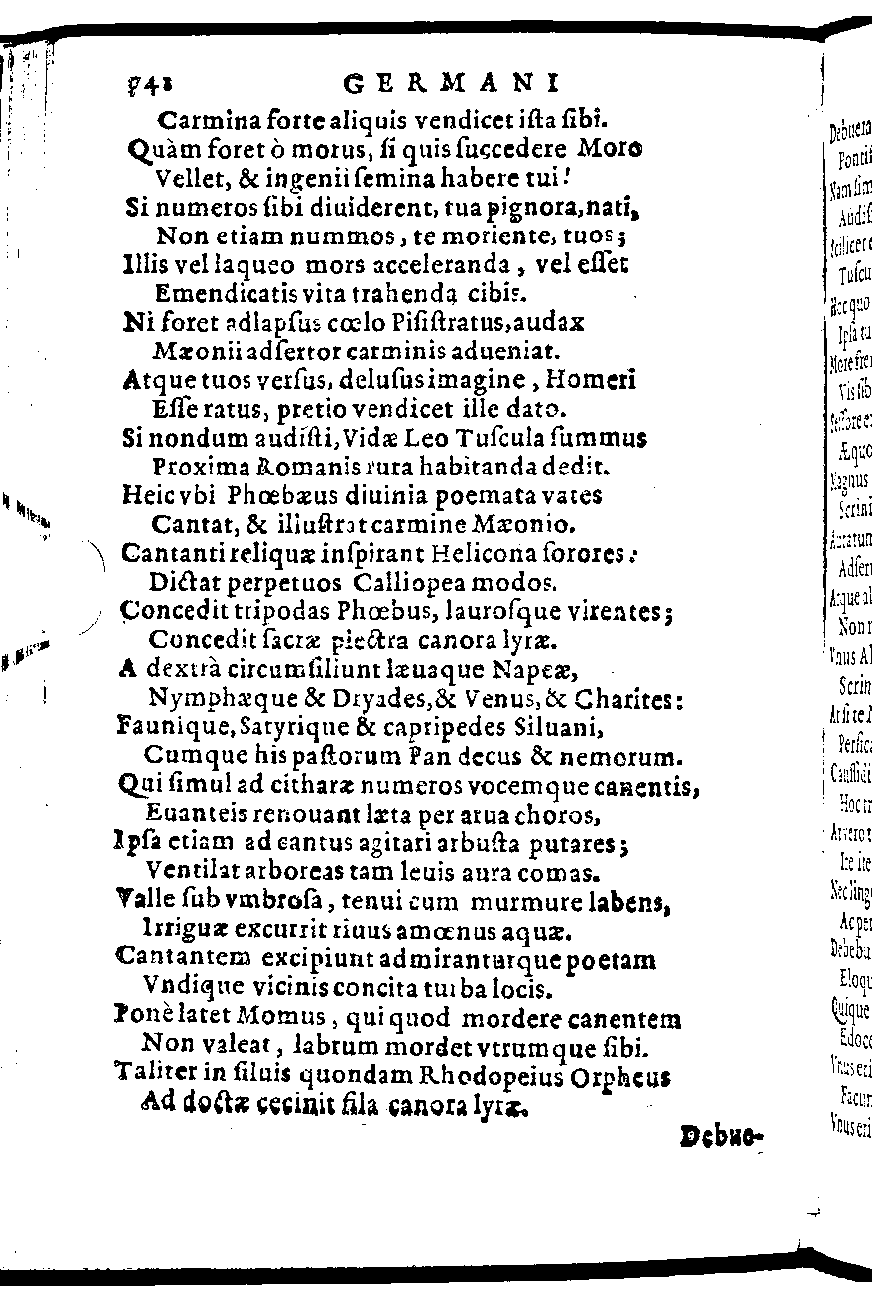 GERMANI
Carmina forte aliquis vendicet iſta ſibi.
Quàm foret ò motus, ſi quis ſuccedere Moro
Vellet, & ingenii ſemina habere tui!
Si numeros ſibi diuiderent, tua pignora, nati,
Non etiam nummos, te moriente, tuos;
Illis vel laqueo mors acceleranda, vel eſſet
Emendicatis vita trahenda cibis.
Ni foret adlapſus cœlo Piſiſtratus, audax
Mæonii adſertor carminis adueniat.
Atque tuos verſus, deluſus imagine, Homeri
Eſſe ratus, pretio vendicet ille dato.
Si nondum audiſti, Vidæ Leo Tuſcula ſummus
Proxima Romanis rura habitanda dedit.
Heic vbi Phœbæus diuinia poemata vates
Cantat, & illuſtrat carmine Mæonio.
Cantanti reliquæ inſpirant Helicona ſorores:
Dictat perpetuos Calliopea modos.
Concedit tripodas Phœbus, lauroſque virentes;
Concedit ſacræ plectra canora lyræ.
A dextrà circumſiliunt læuaque Napeæ,
Nymphæque & Dryades, & Venus, & Charites:
Faunique, Satyrique & capripedes Siluani,
Cumque his paſtorum Pan decus & nemorum.
Qui ſimul ad citharæ numeros vocemque canentis,
Euanteis renouant læta per arua choros,
Ipſa etiam ad cantus agitari arbuſta putares;
Ventilat arboreas tam leuis aura comas.
Valle ſub vmbroſa, tenui cum murmure labens,
Irriguæ excurrit riuus amœnus aquæ.
Cantantem excipiunt admiranturque poetam
Vndique vicinis concita turba locis.
Ponè latet Momus, qui quod mordere canentem
Non valeat, labrum mordet vtrumque ſibi.
Taliter in ſiluis quondam Rhodopeius Orpheus
Ad doctæ cecinit fila canora lyræ.
Debue-